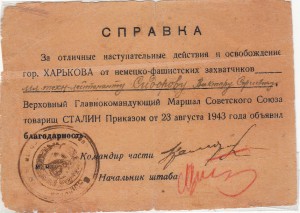 СПРАВКА
За отличные наступательные действия и освобождение
гор. ХАРЬКОВА от немецко-фашистских захватчиков
Верховный Главнокомандующий Маршал Советского Союза
товарищ СТАЛИН Приказом от 23 августа 1943 года объявил
благодарность.
Командир части
Начальник штаба